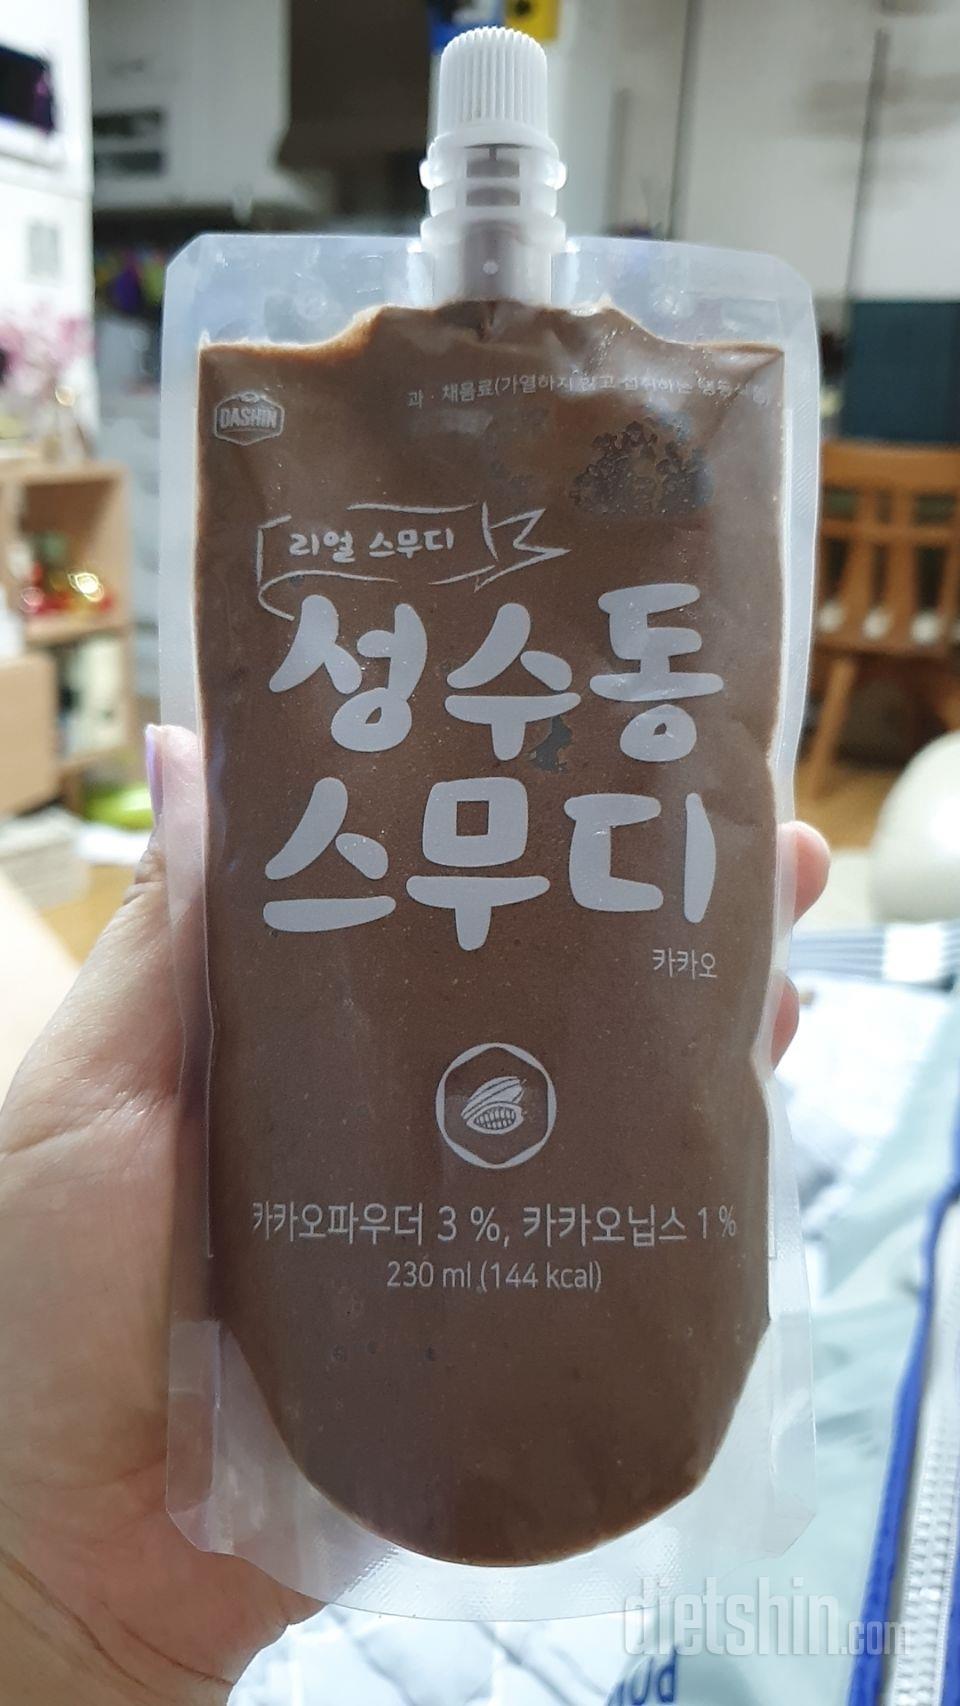 DASHIN
과·채음료(가열하지 않고 섭취하는 냉동식품)
리얼 스무디
성수동
스무디
카카오
카카오파우더 3 %, 카카오닙스 1 %
230 ml (144 kcal)
dietshin.com